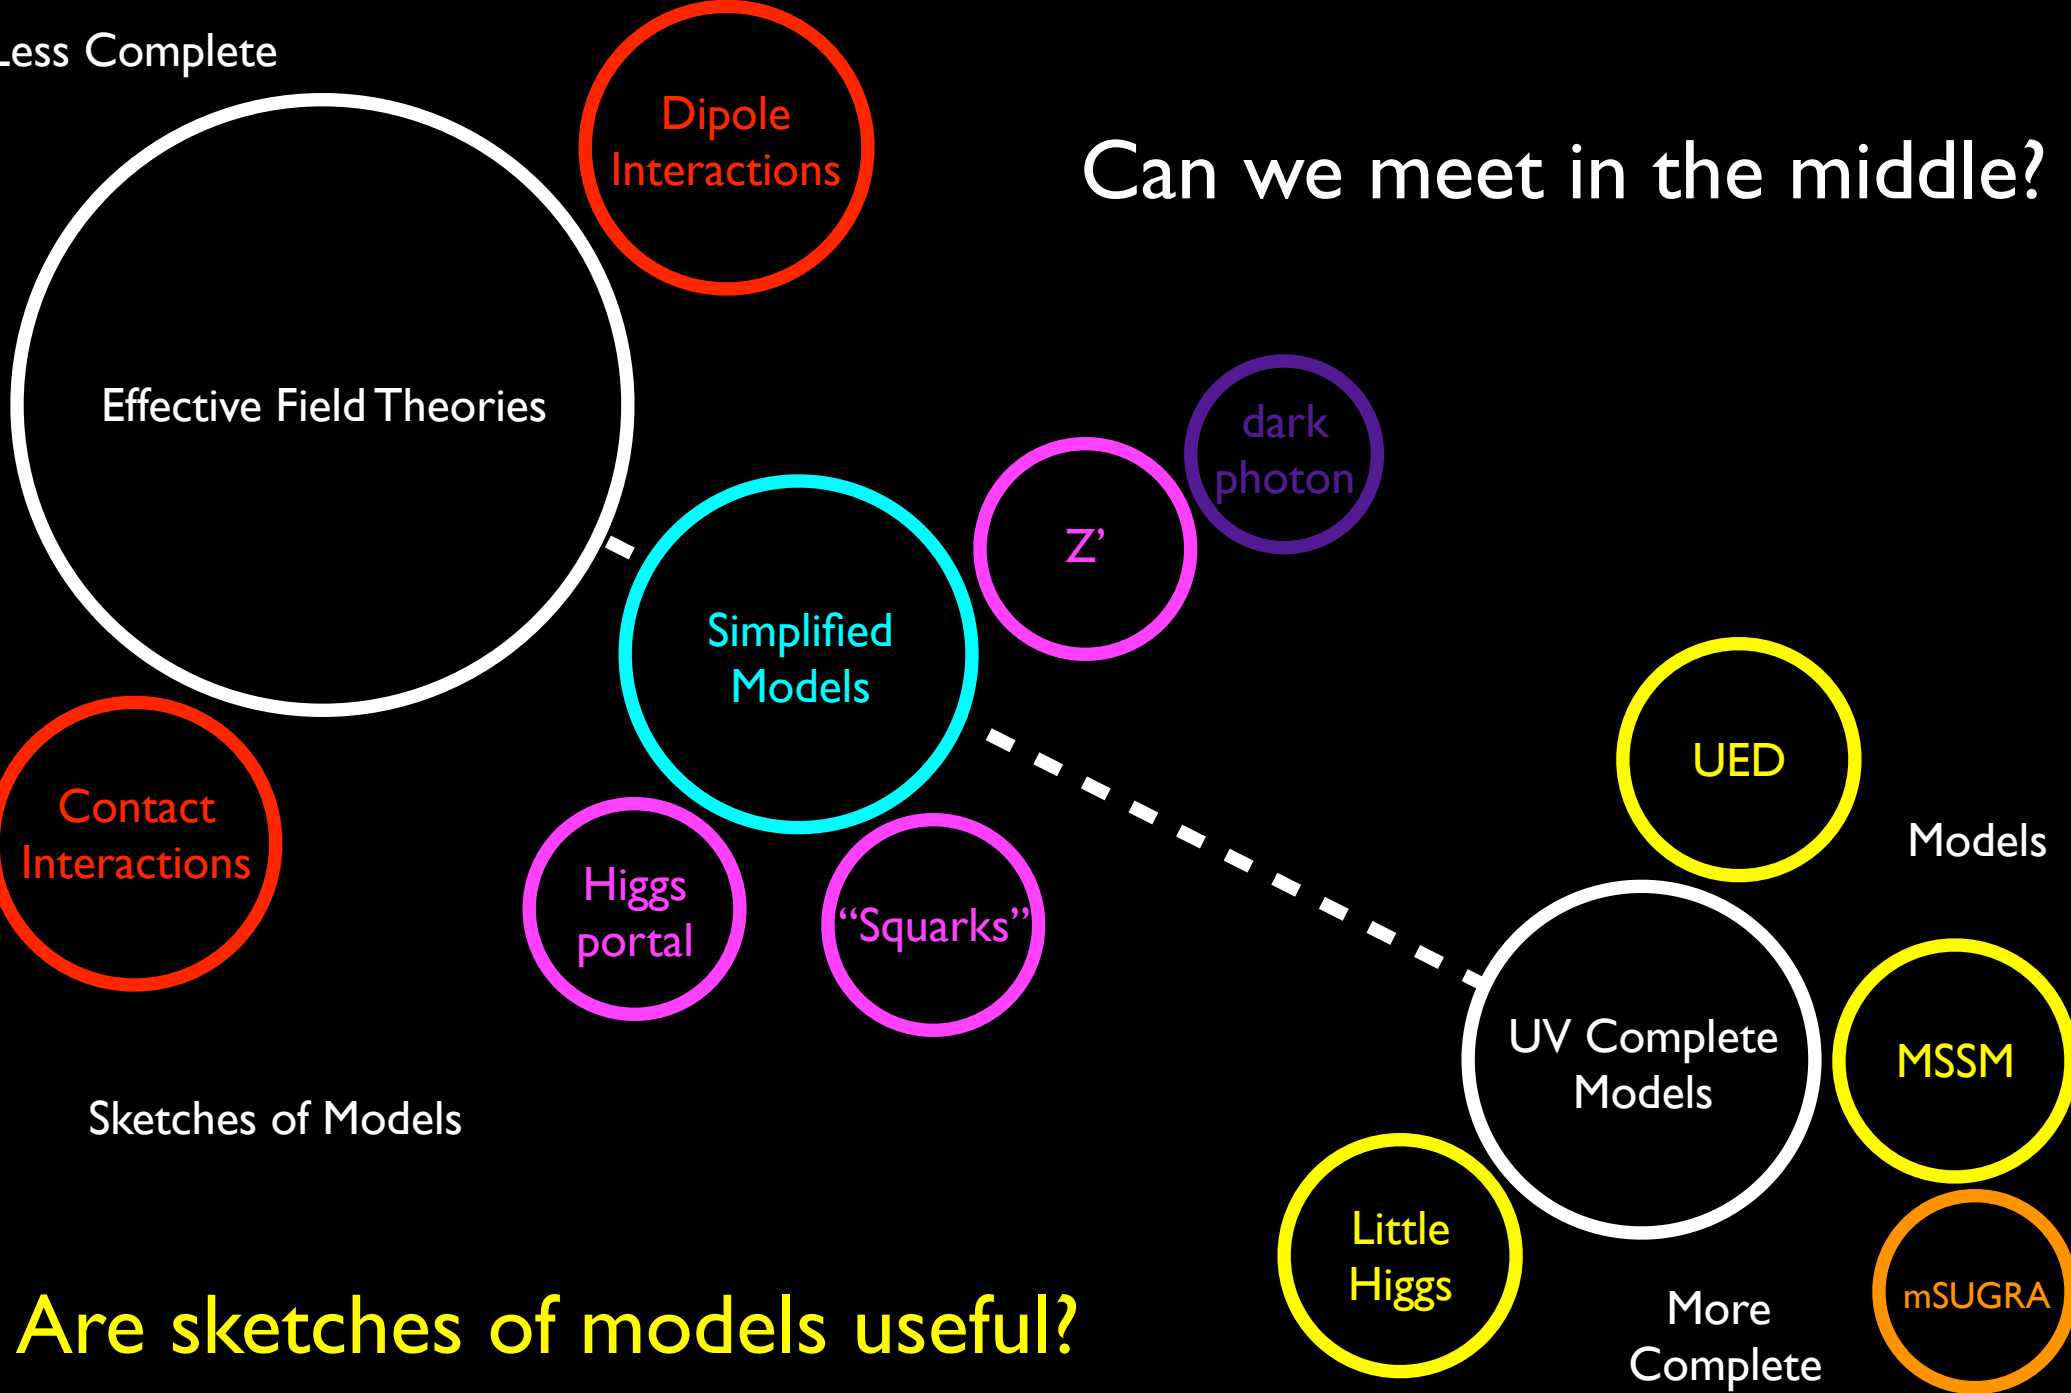 Less Complete
Dipole
Interactions
Can we meet in the middle?
Effective Field Theories
dark
photon
Z’
Simplified
Models
UED
Models
Contact
Interactions
Higgs
portal
“Squarks”
UV Complete
Models
MSSM
Sketches of Models
Little
Higgs
mSUGRA
More
Complete
Are sketches of models useful?